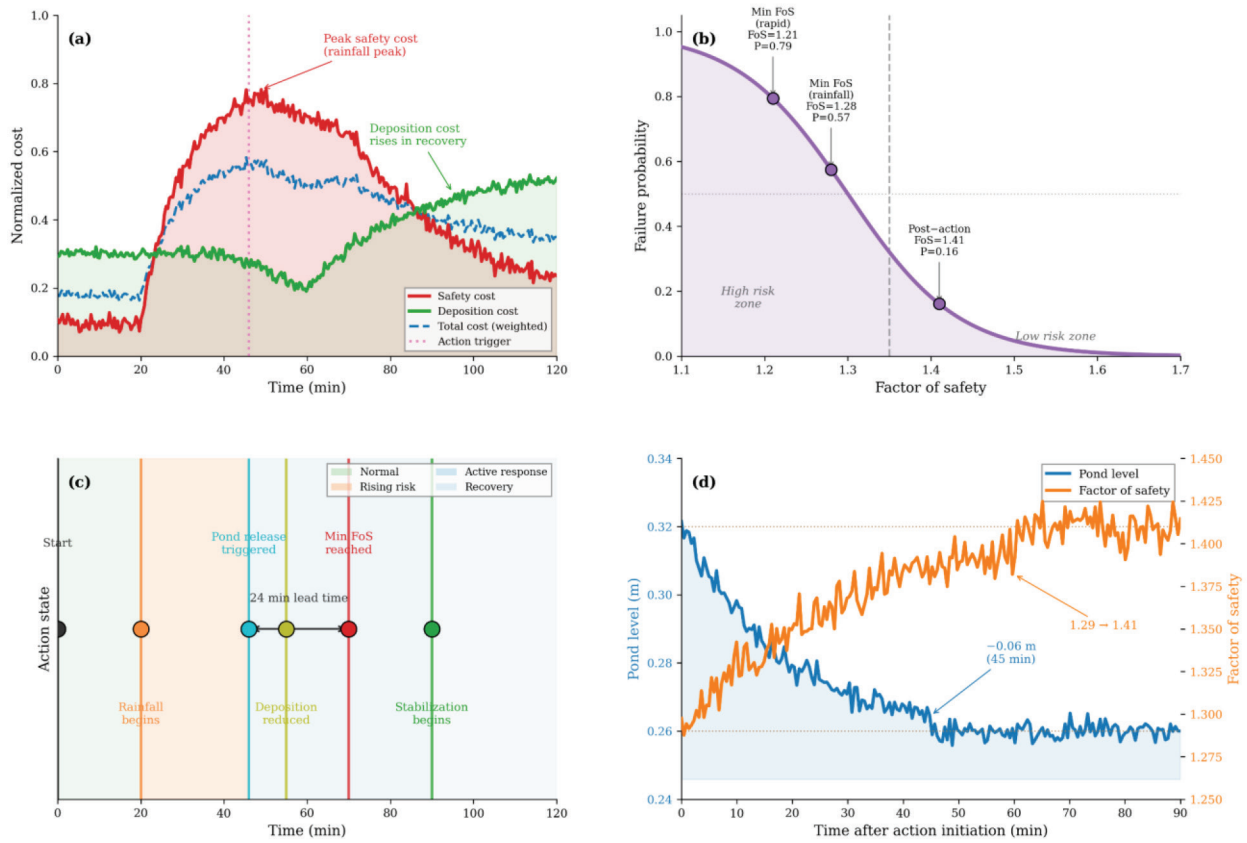 (a)
Peak safety cost
(rainfall peak)
Deposition cost
rises in recovery
Normalized cost
1.0
0.8
0.6
0.4
0.2
0.0
Safety cost
Deposition cost
Total cost (weighted)
Action trigger
0
20
40
60
80
100
120
Time (min)
(b)
Min FoS
(rapid)
FoS=1.21
P=0.79
Min FoS
(rainfall)
FoS=1.28
P=0.57
Post−action
FoS=1.41
P=0.16
High risk
zone
Low risk zone
Failure probability
1.0
0.8
0.6
0.4
0.2
0.0
1.1
1.2
1.3
1.4
1.5
1.6
1.7
Factor of safety
(c)
Normal
Rising risk
Active response
Recovery
Start
Pond release
triggered
Min FoS
reached
24 min lead time
Rainfall
begins
Deposition
reduced
Stabilization
begins
Action state
0
20
40
60
80
100
120
Time (min)
(d)
Pond level
Factor of safety
1.29 → 1.41
−0.06 m
(45 min)
Pond level (m)
0.34
0.32
0.30
0.28
0.26
0.24
1.450
1.425
1.400
1.375
1.350
1.325
1.300
1.275
1.250
Factor of safety
0
10
20
30
40
50
60
70
80
90
Time after action initiation (min)